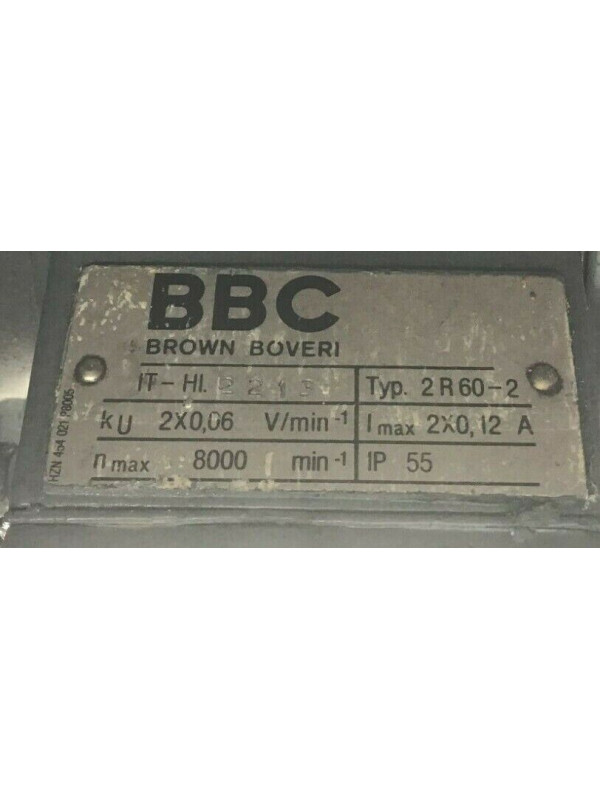 BBC
BROWN BOVERI
IT-HI. 2213 Typ. 2R60-2
kU 2X0,06 V/min-1 Imax 2X0,12 A
nmax 8000 min-1 IP 55